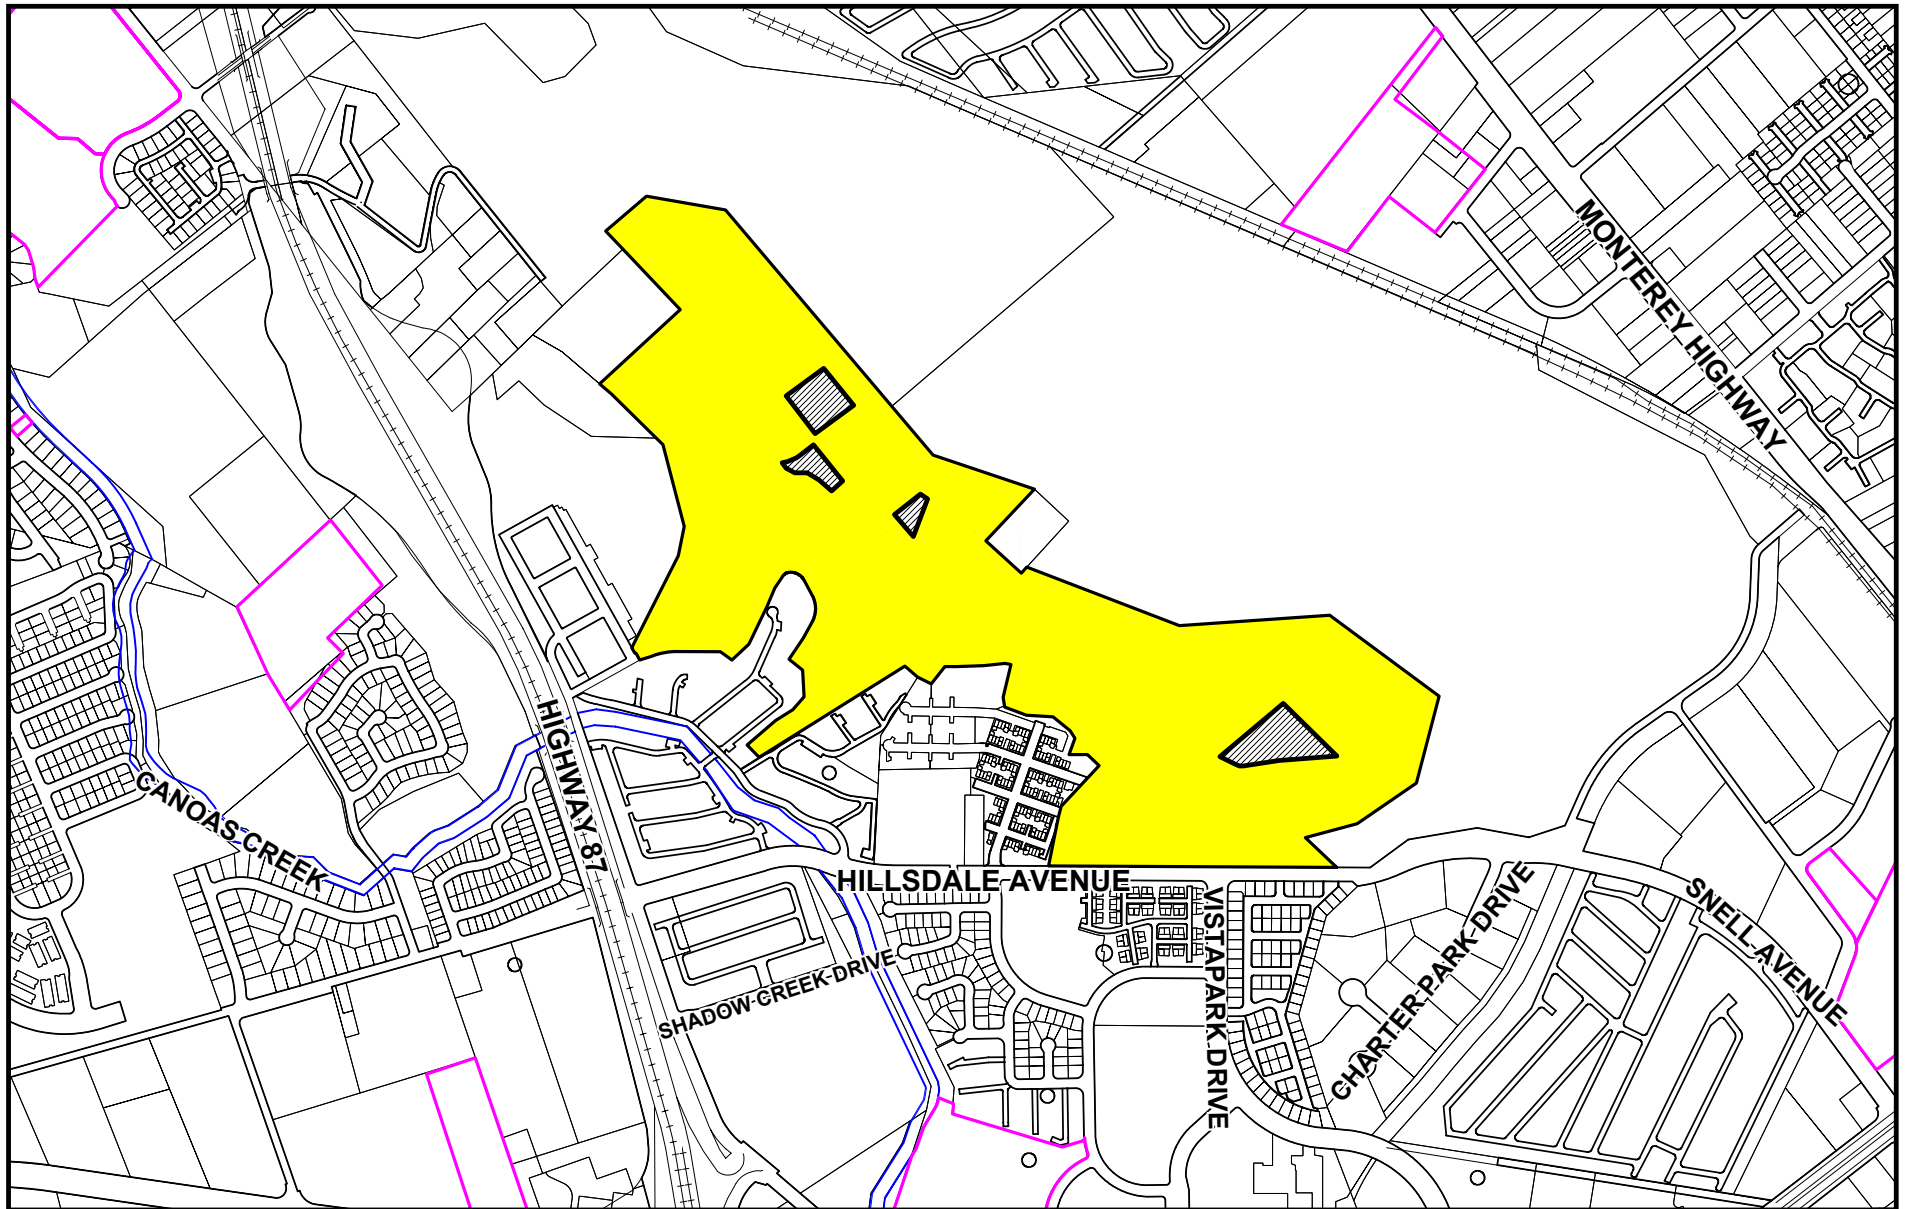 MONTEREY HIGHWAY
HIGHWAY 87
CANOAS CREEK
HILLSDALE AVENUE
VISTAPARK DRIVE
CHARTER PARK DRIVE
SNELL AVENUE
SHADOW CREEK DRIVE